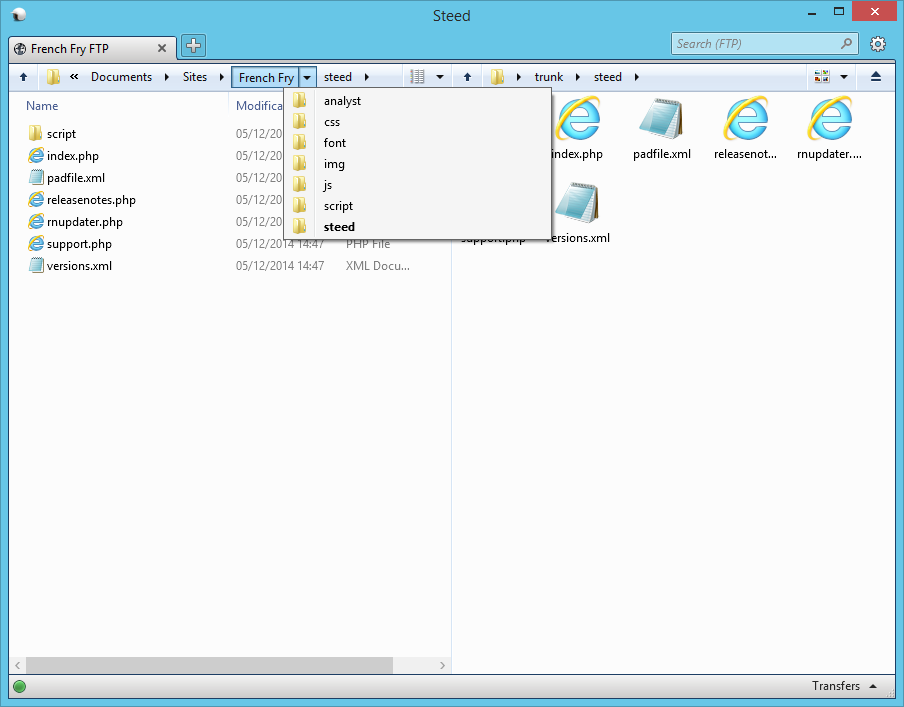 Steed
French Fry FTP
Search (FTP)
« Documents Sites French Fry steed
trunk steed
Name Modifica
analyst
css
font
img
js
script
steed
script 05/12/20
index.php 05/12/20
padfile.xml 05/12/20
releasenotes.php 05/12/20
rnupdater.php 05/12/20
support.php 05/12/2014 14:47 PHP File
versions.xml 05/12/2014 14:47 XML Docu...
index.php padfile.xml releasenot... rnupdater....
support.php versions.xml
Transfers